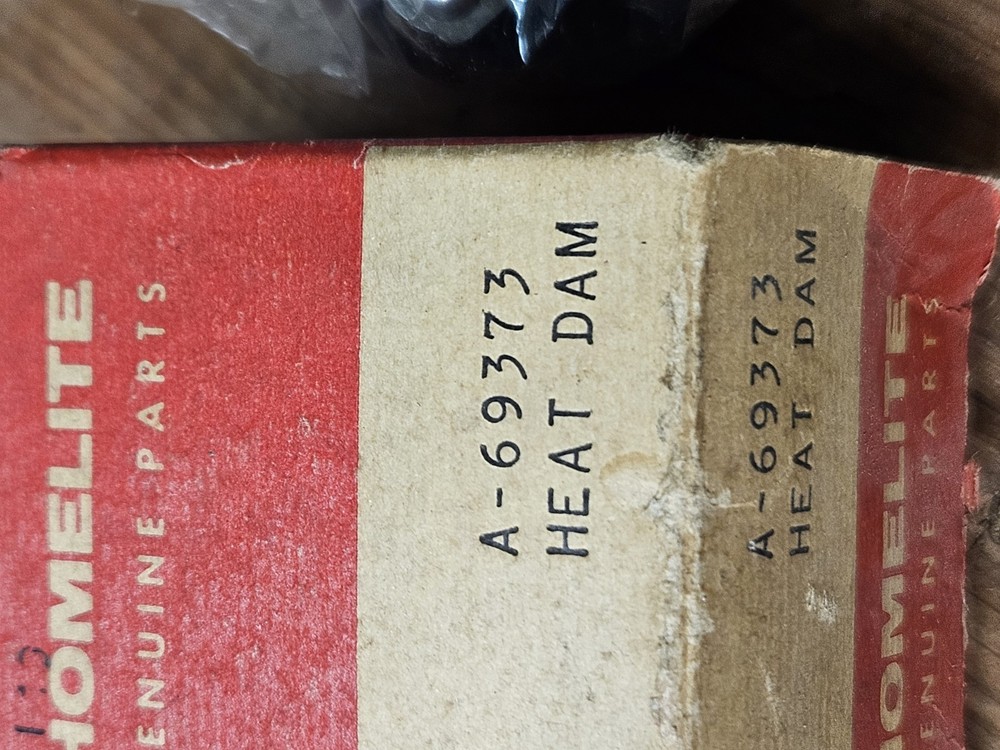 HOMELITE
GENUINE PARTS
A-69373
HEAT DAM
A-69373
HEAT DAM
HOMELITE
GENUINE PARTS